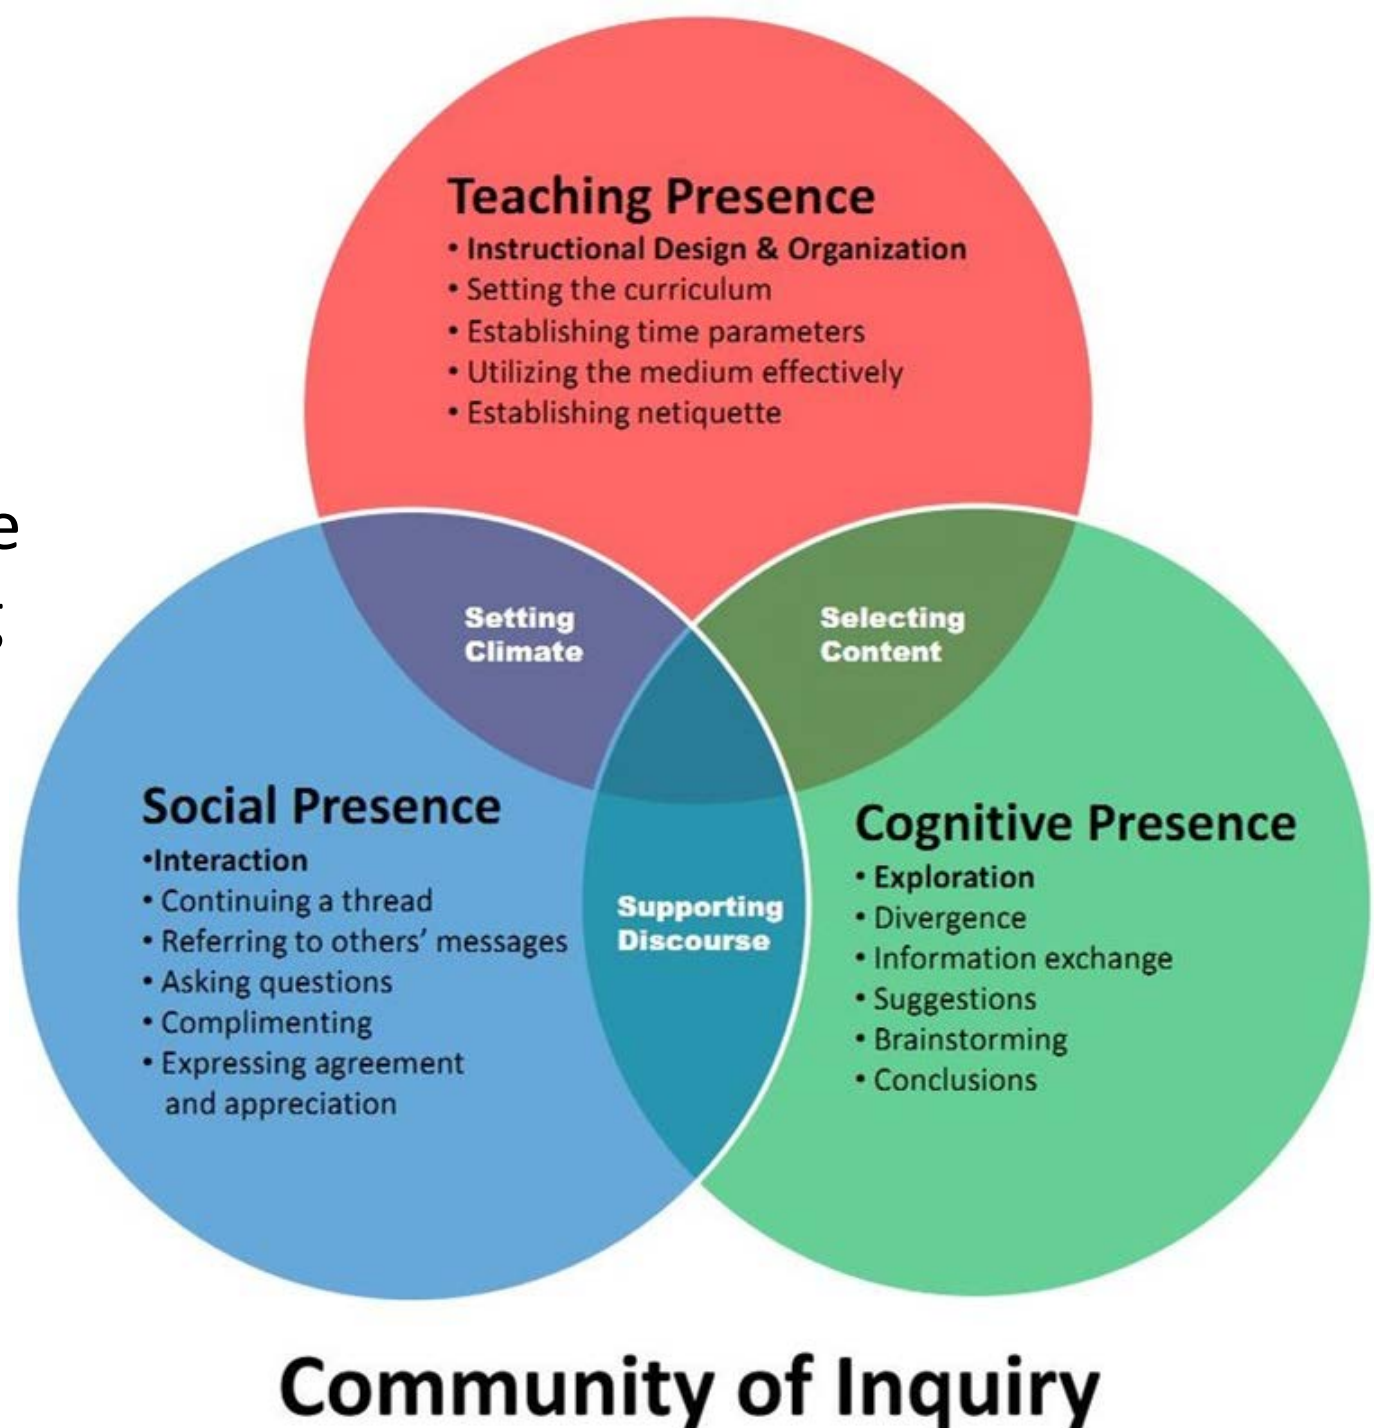 Teaching Presence
• Instructional Design & Organization
• Setting the curriculum
• Establishing time parameters
• Utilizing the medium effectively
• Establishing netiquette
Setting
Climate
Selecting
Content
Social Presence
•Interaction
• Continuing a thread
• Referring to others’ messages
• Asking questions
• Complimenting
• Expressing agreement
and appreciation
Supporting
Discourse
Cognitive Presence
• Exploration
• Divergence
• Information exchange
• Suggestions
• Brainstorming
• Conclusions
Community of Inquiry